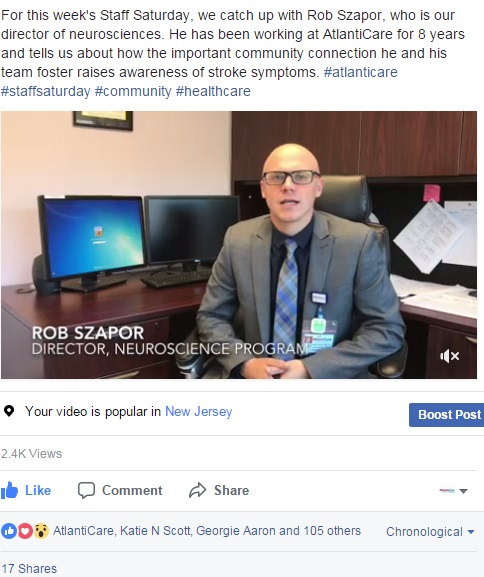 For this week's Staff Saturday, we catch up with Rob Szapor, who is our
director of neurosciences. He has been working at AtlantiCare for 8 years
and tells us about how the important community connection he and his
team foster raises awareness of stroke symptoms. #atlanticare
#staffsaturday #community #healthcare
ROB SZAPOR
DIRECTOR, NEUROSCIENCE PROGRAM
Your video is popular in New Jersey
Boost Post
2.4K Views
Like
Comment
Share
AtlantiCare, Katie N Scott, Georgie Aaron and 105 others
Chronological
17 Shares